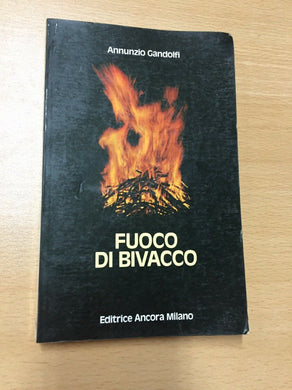 Annunzio Gandolfi
FUOCO
DI BIVACCO
Editrice Ancora Milano